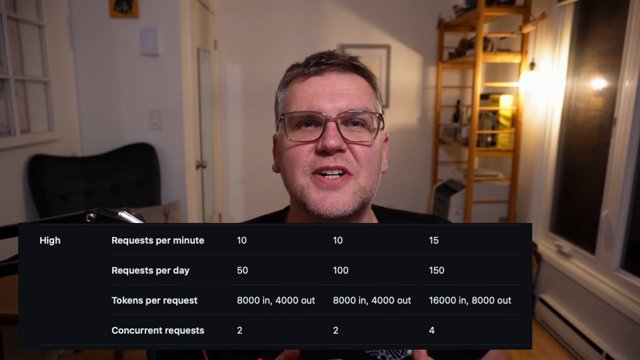 High Requests per minute 10 10 15
Requests per day 50 100 150
Tokens per request 8000 in, 4000 out 8000 in, 4000 out 16000 in, 8000 out
Concurrent requests 2 2 4